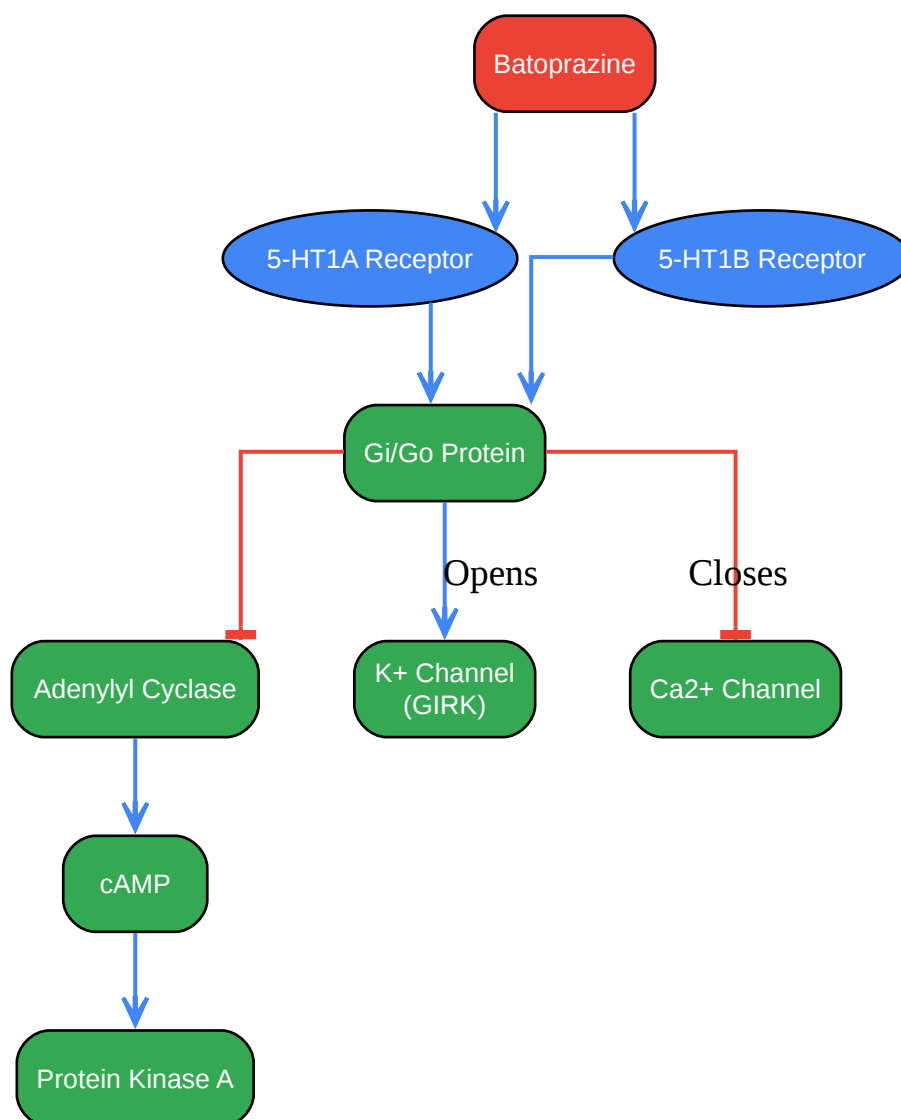 Batoprazine
5-HT1A Receptor
5-HT1B Receptor
Gi/Go Protein
Opens
Closes
Adenylyl Cyclase
K+ Channel
(GIRK)
Ca2+ Channel
cAMP
Protein Kinase A